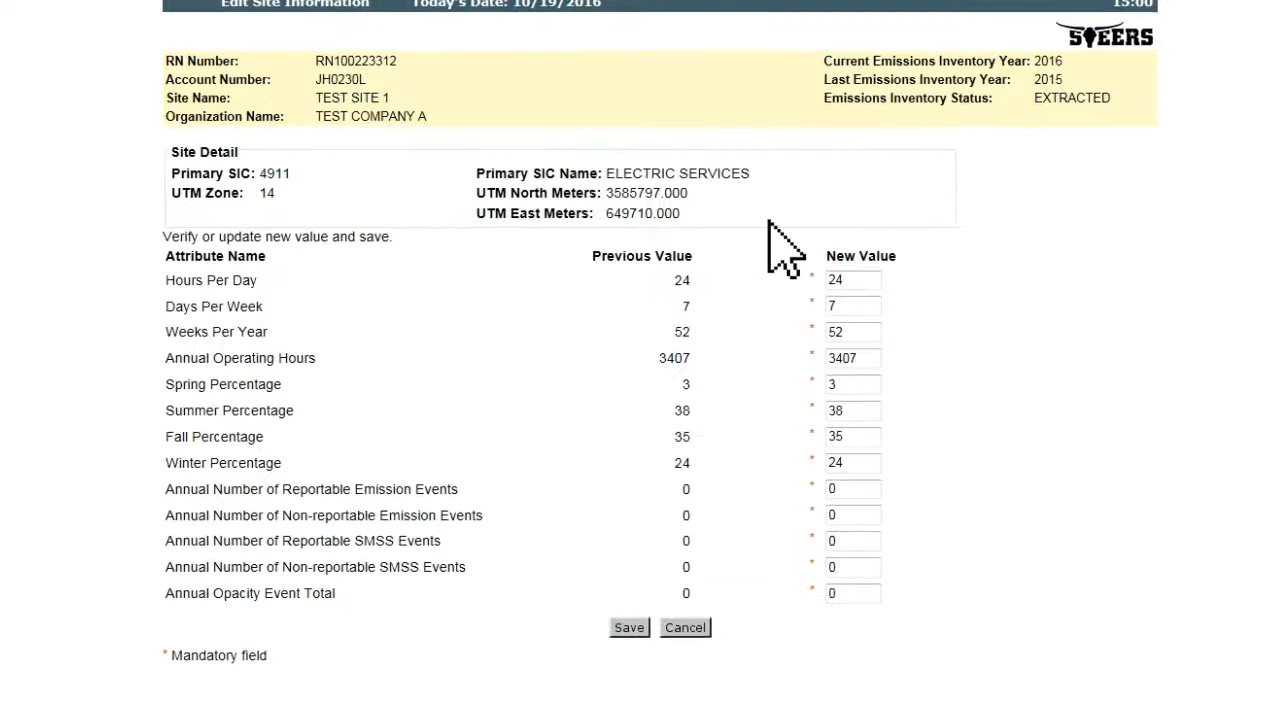 Edit Site Information Today's Date: 10/19/2016 15:00
STEERS
RN Number: RN100223312 Current Emissions Inventory Year: 2016
Account Number: JH0230L Last Emissions Inventory Year: 2015
Site Name: TEST SITE 1 Emissions Inventory Status: EXTRACTED
Organization Name: TEST COMPANY A
Site Detail
Primary SIC: 4911 Primary SIC Name: ELECTRIC SERVICES
UTM Zone: 14 UTM North Meters: 3585797.000
UTM East Meters: 649710.000
Verify or update new value and save.
Attribute Name Previous Value New Value
Hours Per Day 24 * 24
Days Per Week 7 * 7
Weeks Per Year 52 * 52
Annual Operating Hours 3407 * 3407
Spring Percentage 3 * 3
Summer Percentage 38 * 38
Fall Percentage 35 * 35
Winter Percentage 24 * 24
Annual Number of Reportable Emission Events 0 * 0
Annual Number of Non-reportable Emission Events 0 * 0
Annual Number of Reportable SMSS Events 0 * 0
Annual Number of Non-reportable SMSS Events 0 * 0
Annual Opacity Event Total 0 * 0
Save Cancel
* Mandatory field